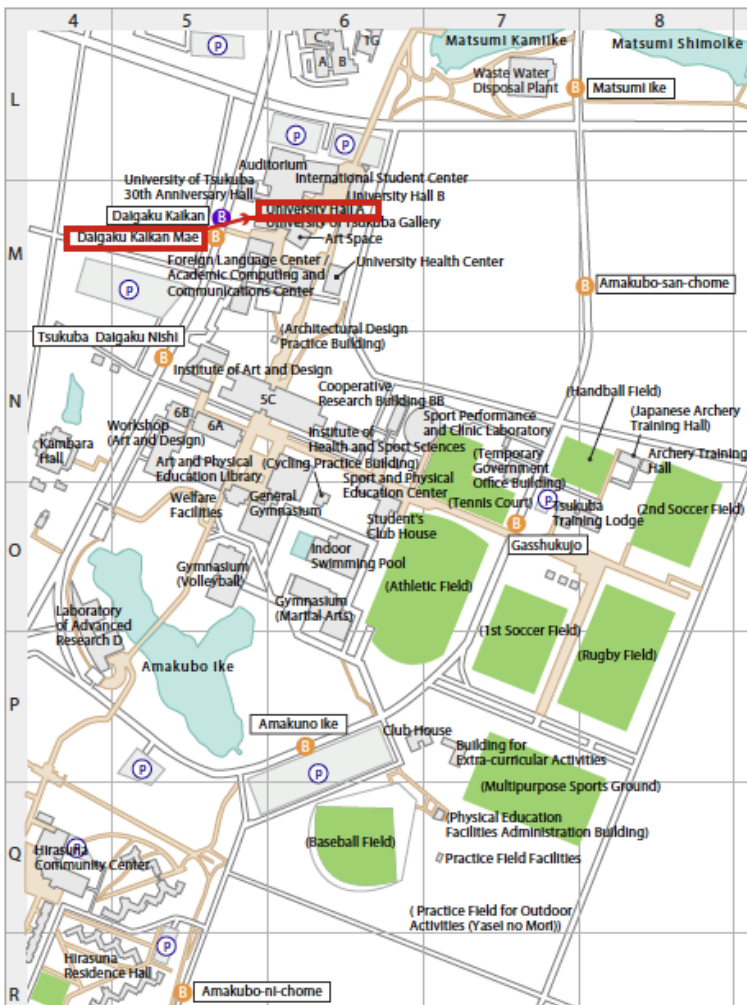 4 5 6 7 8
L
M
N
O
P
Q
R
P
C
TG
A B
Matsumi Kamiike
Matsumi Shimoike
Waste Water
Disposal Plant
B Matsumi Ike
P
P
Auditorium
International Student Center
University of Tsukuba
30th Anniversary Hall
University Hall B
Daigaku Kaikan B
University Hall A /
University of Tsukuba Gallery
Daigaku Kaikan Mae B
Art Space
Foreign Language Center /
Academic Computing and
Communications Center
University Health Center
P
B Amakubo-san-chome
Tsukuba Daigaku Nishi
B
(Architectural Design
Practice Building)
Institute of Art and Design
5C
Cooperative
Research Building BB
(Handball Field)
6B
6A
Sport Performance
and Clinic Laboratory
(Japanese Archery
Training Hall)
Workshop
(Art and Design)
Kambara
Hall
Institute of
Health and Sport Sciences
(Temporary
Government
Office Building)
Archery Training
Hall
Art and Physical
Education Library
(Cycling Practice Building)
Sport and Physical
Education Center
Welfare
Facilities
General
Gymnasium
(Tennis Court)
P
Tsukuba
Training Lodge
(2nd Soccer Field)
Student's
Club House
B
Gasshukujo
Indoor
Swimming Pool
Gymnasium
(Volleyball)
(Athletic Field)
Gymnasium
(Martial Arts)
Laboratory
of Advanced
Research D
(1st Soccer Field)
(Rugby Field)
Amakubo Ike
Amakuno Ike
B
Club House
Building for
Extra-curricular Activities
P
P
(Multipurpose Sports Ground)
(Physical Education
Facilities Administration Building)
(Baseball Field)
P
Hirasuna
Community Center
Practice Field Facilities
( Practice Field for Outdoor
Activities (Yasei no Mori))
P
Hirasuna
Residence Hall
B Amakubo-ni-chome